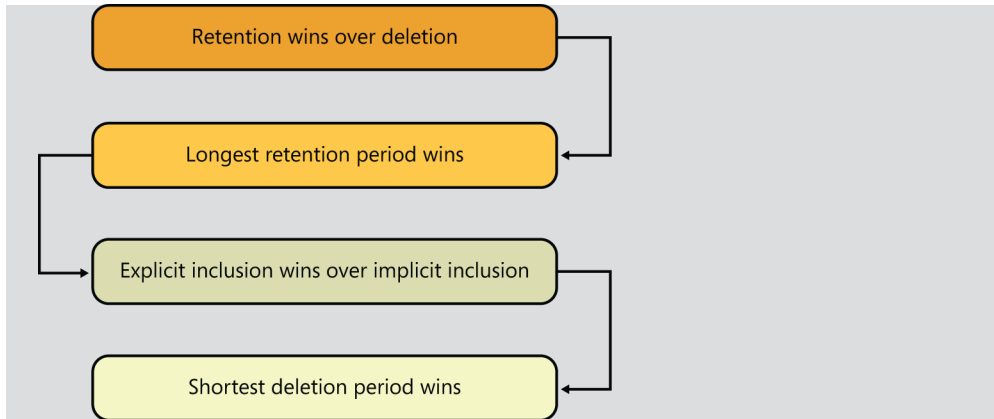 Retention wins over deletion
Longest retention period wins
Explicit inclusion wins over implicit inclusion
Shortest deletion period wins